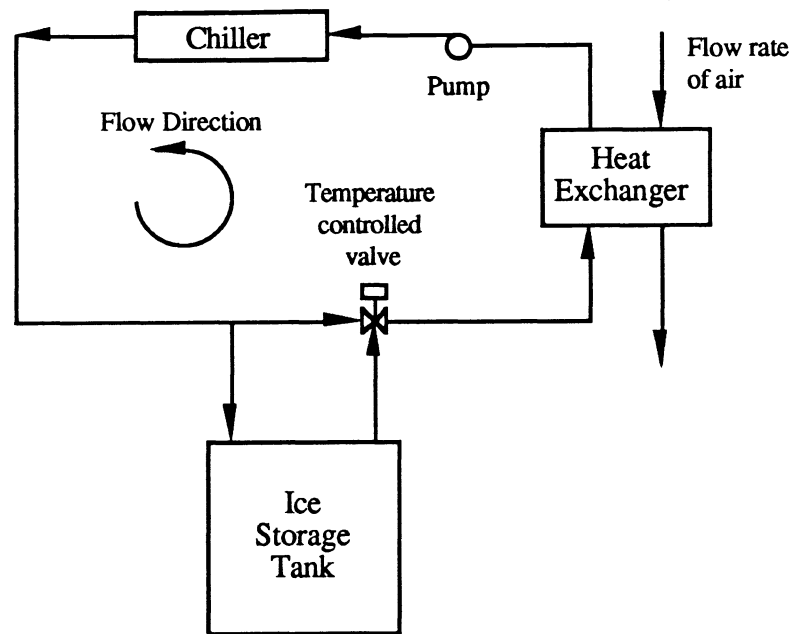 Chiller
Pump
Flow rate
of air
Flow Direction
Heat
Exchanger
Temperature
controlled
valve
Ice
Storage
Tank